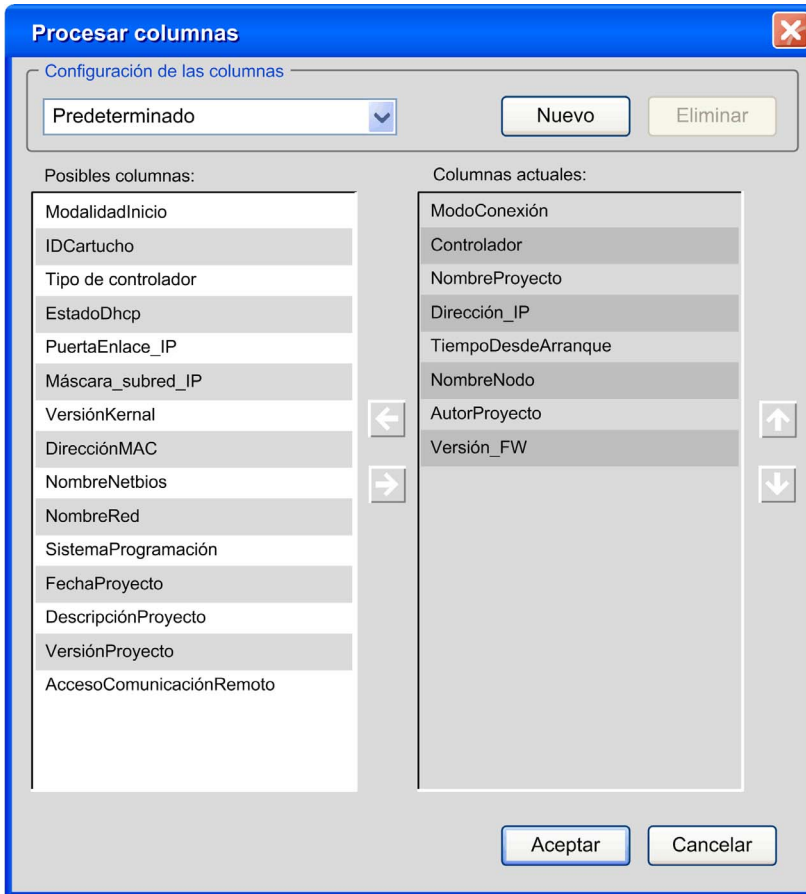 Procesar columnas
Configuración de las columnas
Predeterminado
Nuevo
Eliminar
Posibles columnas:
ModalidadInicio
IDCartucho
Tipo de controlador
EstadoDhcp
PuertaEnlace_IP
Máscara_subred_IP
VersiónKernal
DirecciónMAC
NombreNetbios
NombreRed
SistemaProgramación
FechaProyecto
DescripciónProyecto
VersiónProyecto
AccesoComunicaciónRemoto
Columnas actuales:
ModoConexión
Controlador
NombreProyecto
Dirección_IP
TiempoDesdeArranque
NombreNodo
AutorProyecto
Versión_FW
Aceptar
Cancelar